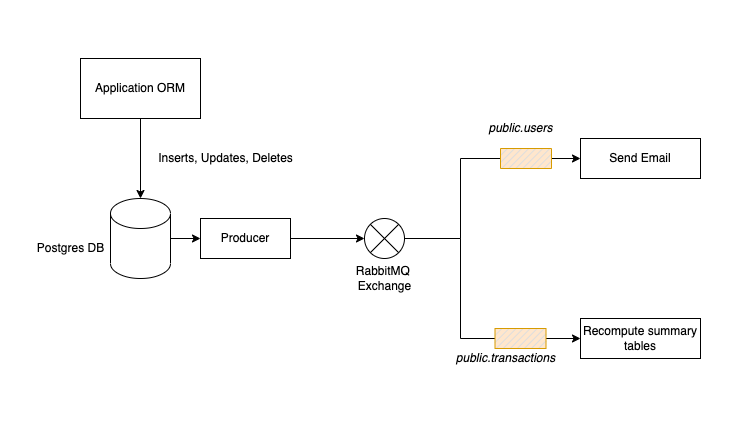 Application ORM
Inserts, Updates, Deletes
public.users
Send Email
Postgres DB
Producer
RabbitMQ
Exchange
Recompute summary
tables
public.transactions